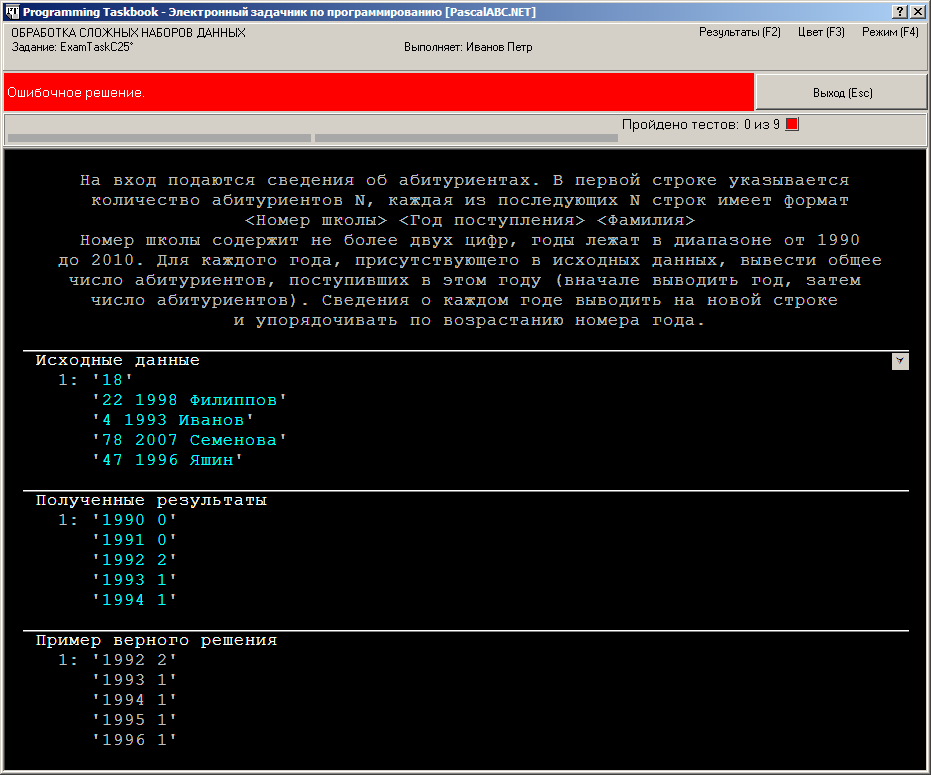 Programming Taskbook - Электронный задачник по программированию [PascalABC.NET]
ОБРАБОТКА СЛОЖНЫХ НАБОРОВ ДАННЫХ
Результаты (F2) Цвет (F3) Режим (F4)
Задание: ExamTaskC25° Выполняет: Иванов Петр
Ошибочное решение.
Выход (Esc)
Пройдено тестов: 0 из 9
На вход подаются сведения об абитуриентах. В первой строке указывается
количество абитуриентов N, каждая из последующих N строк имеет формат
<Номер школы> <Год поступления> <Фамилия>
Номер школы содержит не более двух цифр, годы лежат в диапазоне от 1990
до 2010. Для каждого года, присутствующего в исходных данных, вывести общее
число абитуриентов, поступивших в этом году (вначале выводить год, затем
число абитуриентов). Сведения о каждом годе выводить на новой строке
и упорядочивать по возрастанию номера года.
Исходные данные
1: '18'
'22 1998 Филиппов'
'4 1993 Иванов'
'78 2007 Семенова'
'47 1996 Яшин'
Полученные результаты
1: '1990 0'
'1991 0'
'1992 2'
'1993 1'
'1994 1'
Пример верного решения
1: '1992 2'
'1993 1'
'1994 1'
'1995 1'
'1996 1'